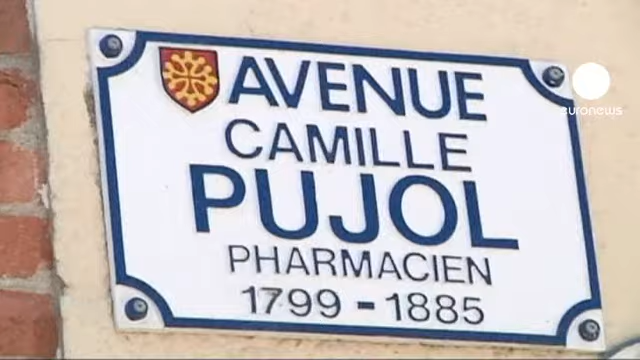 AVENUE
CAMILLE
PUJOL
PHARMACIEN
1799 - 1885
euronews